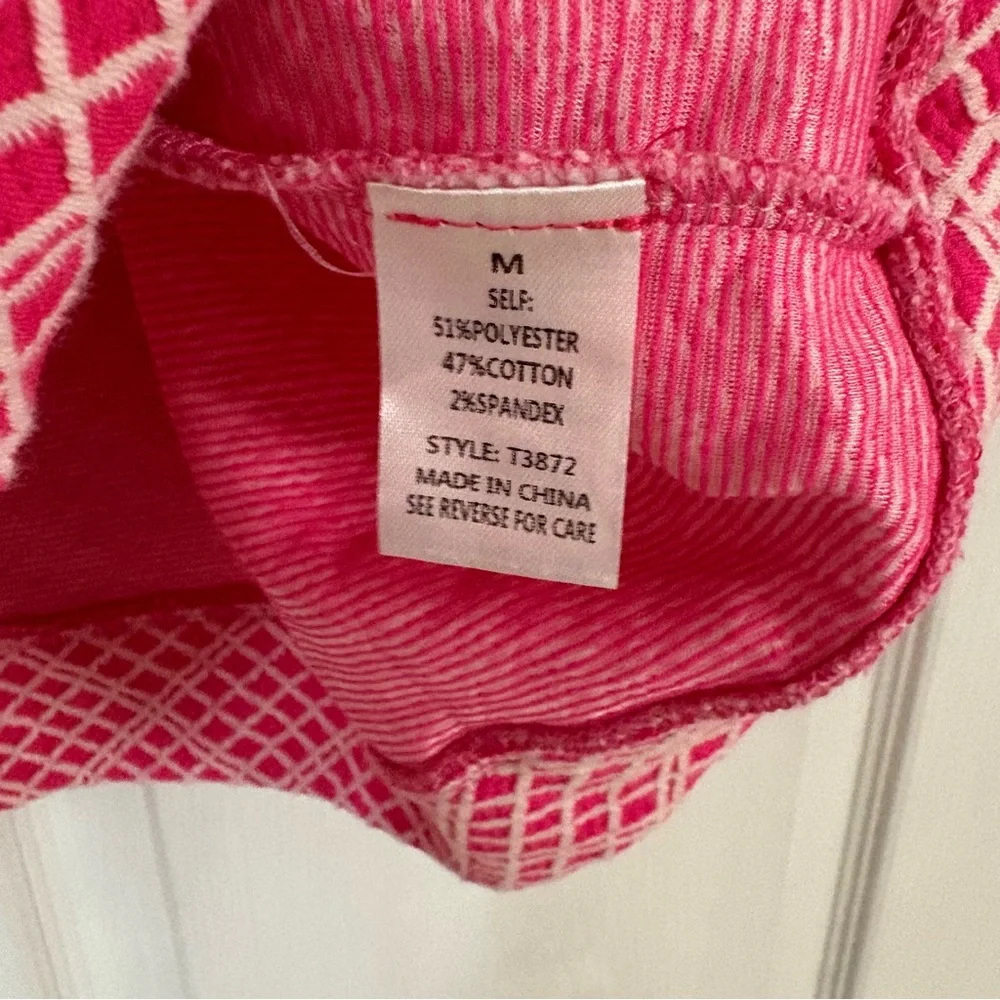 M
SELF:
51%POLYESTER
47%COTTON
2%SPANDEX
STYLE: T3872
MADE IN CHINA
SEE REVERSE FOR CARE